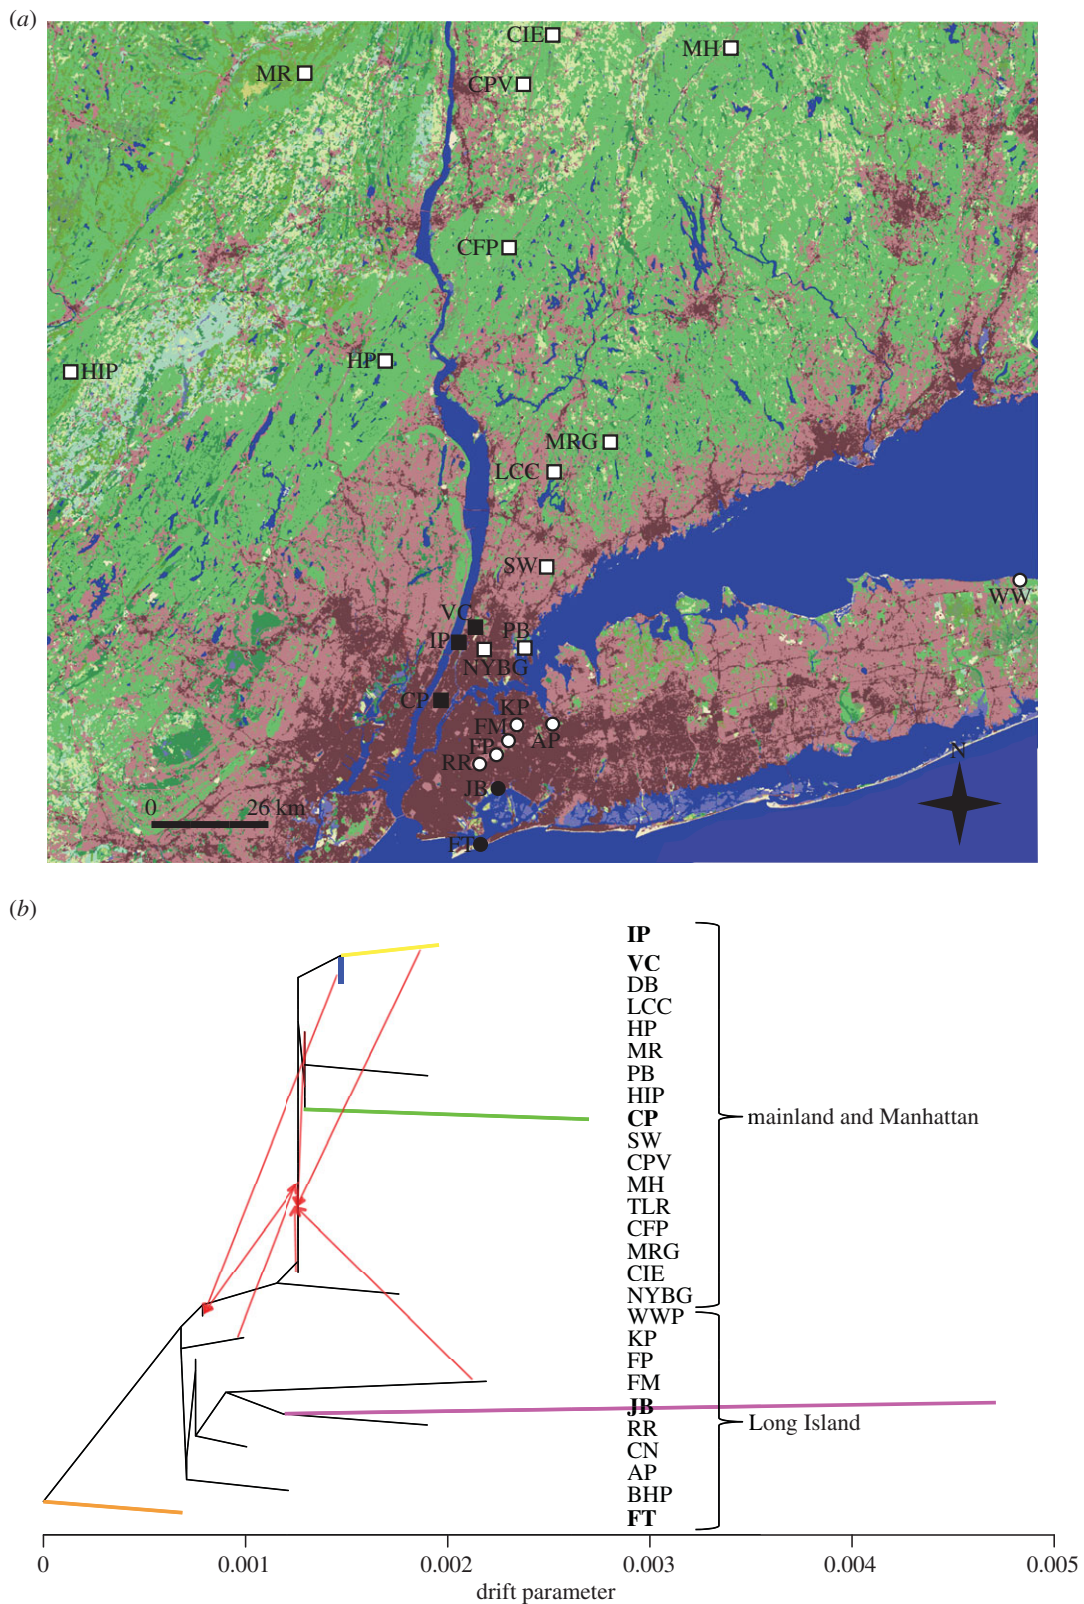 (a)
CIE
MH
MR
CPV
CFP
HP
HIP
MRG
LCC
SW
WW
VC
IP
PB
NYBG
CP
KP
FM
AP
FP
RR
JB
N
0 26 km
FT
(b)
IP
VC
DB
LCC
HP
MR
PB
HIP
CP
mainland and Manhattan
SW
CPV
MH
TLR
CFP
MRG
CIE
NYBG
WWP
KP
FP
FM
JB
Long Island
RR
CN
AP
BHP
FT
0 0.001 0.002 0.003 0.004 0.005
drift parameter